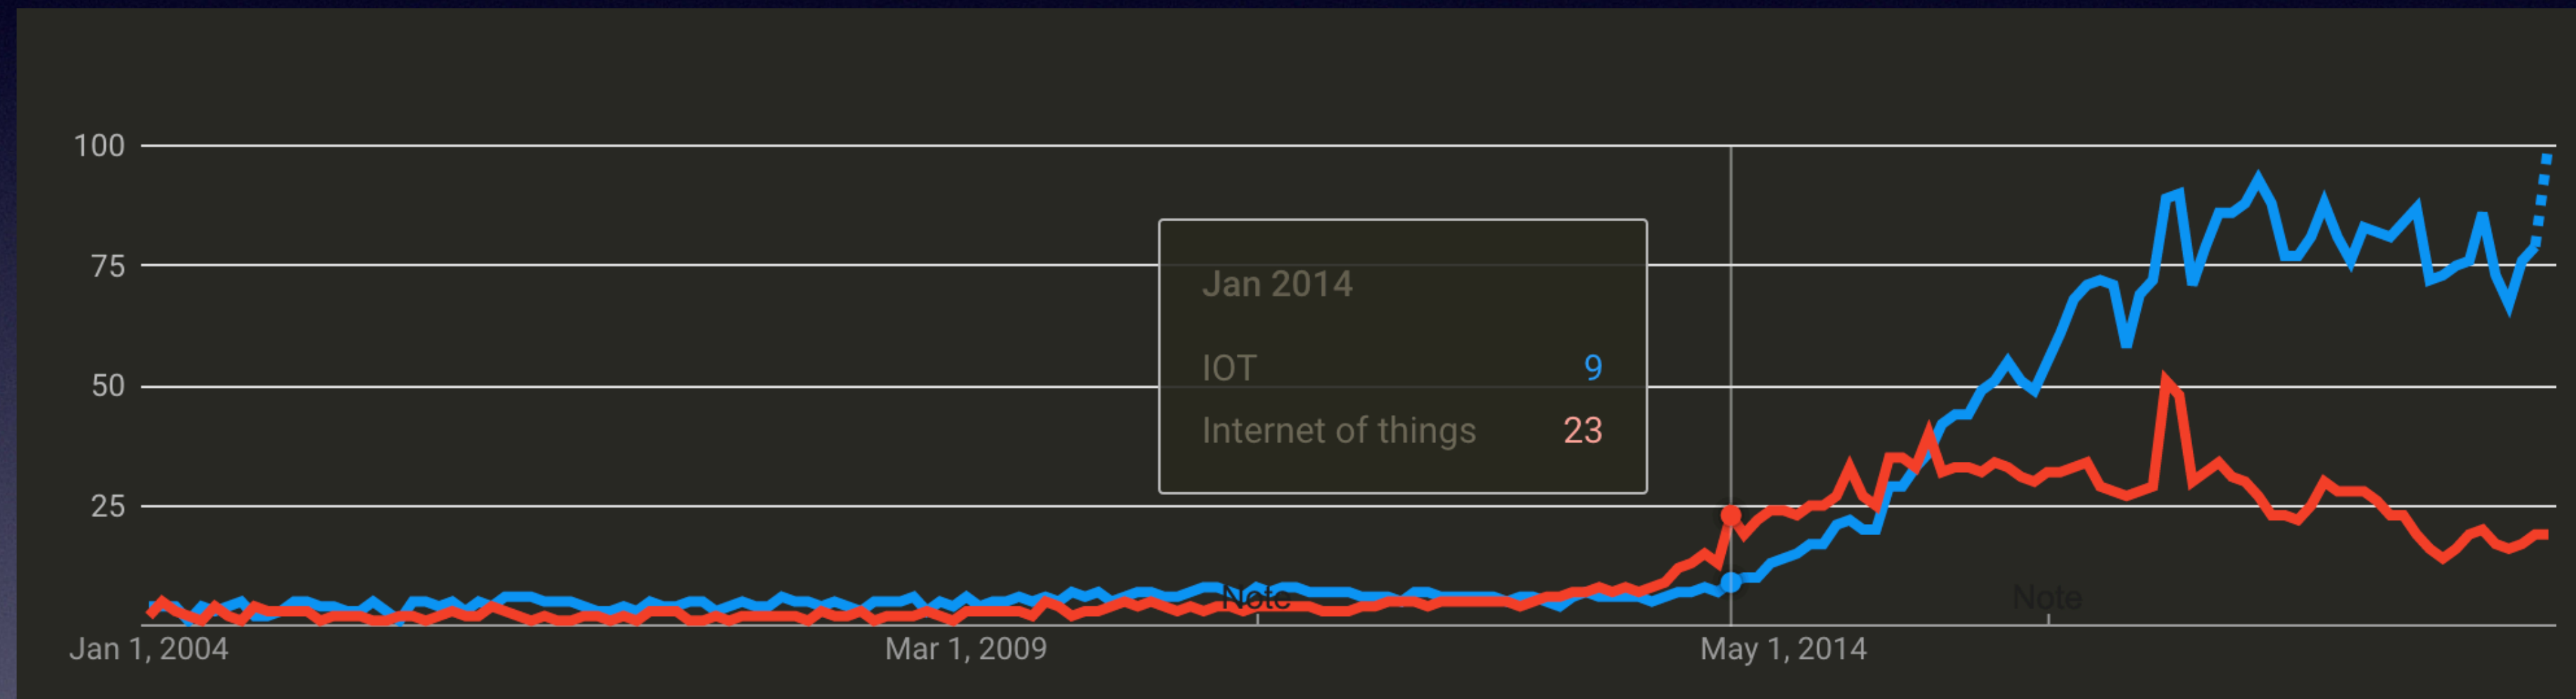 100
75
50
25
Jan 2014
IOT 9
Internet of things 23
Note Note
Jan 1, 2004 Mar 1, 2009 May 1, 2014